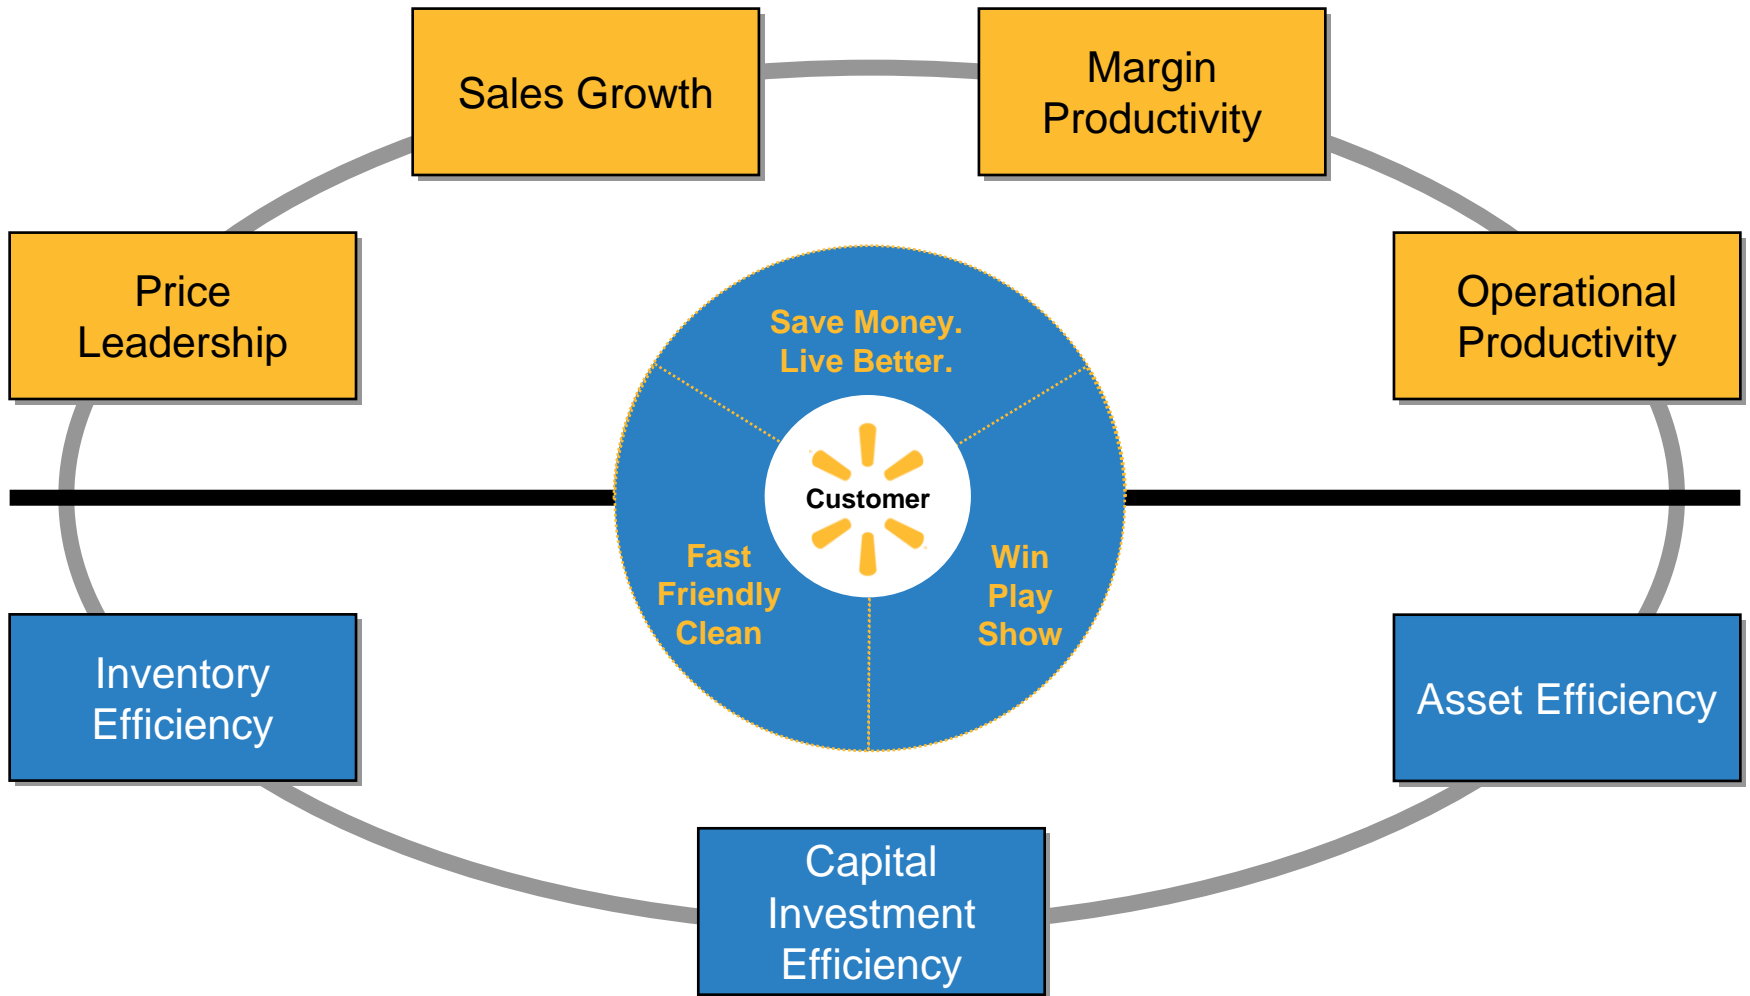 Sales Growth
Margin
Productivity
Price
Leadership
Operational
Productivity
Save Money.
Live Better.
Customer
Fast
Friendly
Clean
Win
Play
Show
Inventory
Efficiency
Asset Efficiency
Capital
Investment
Efficiency